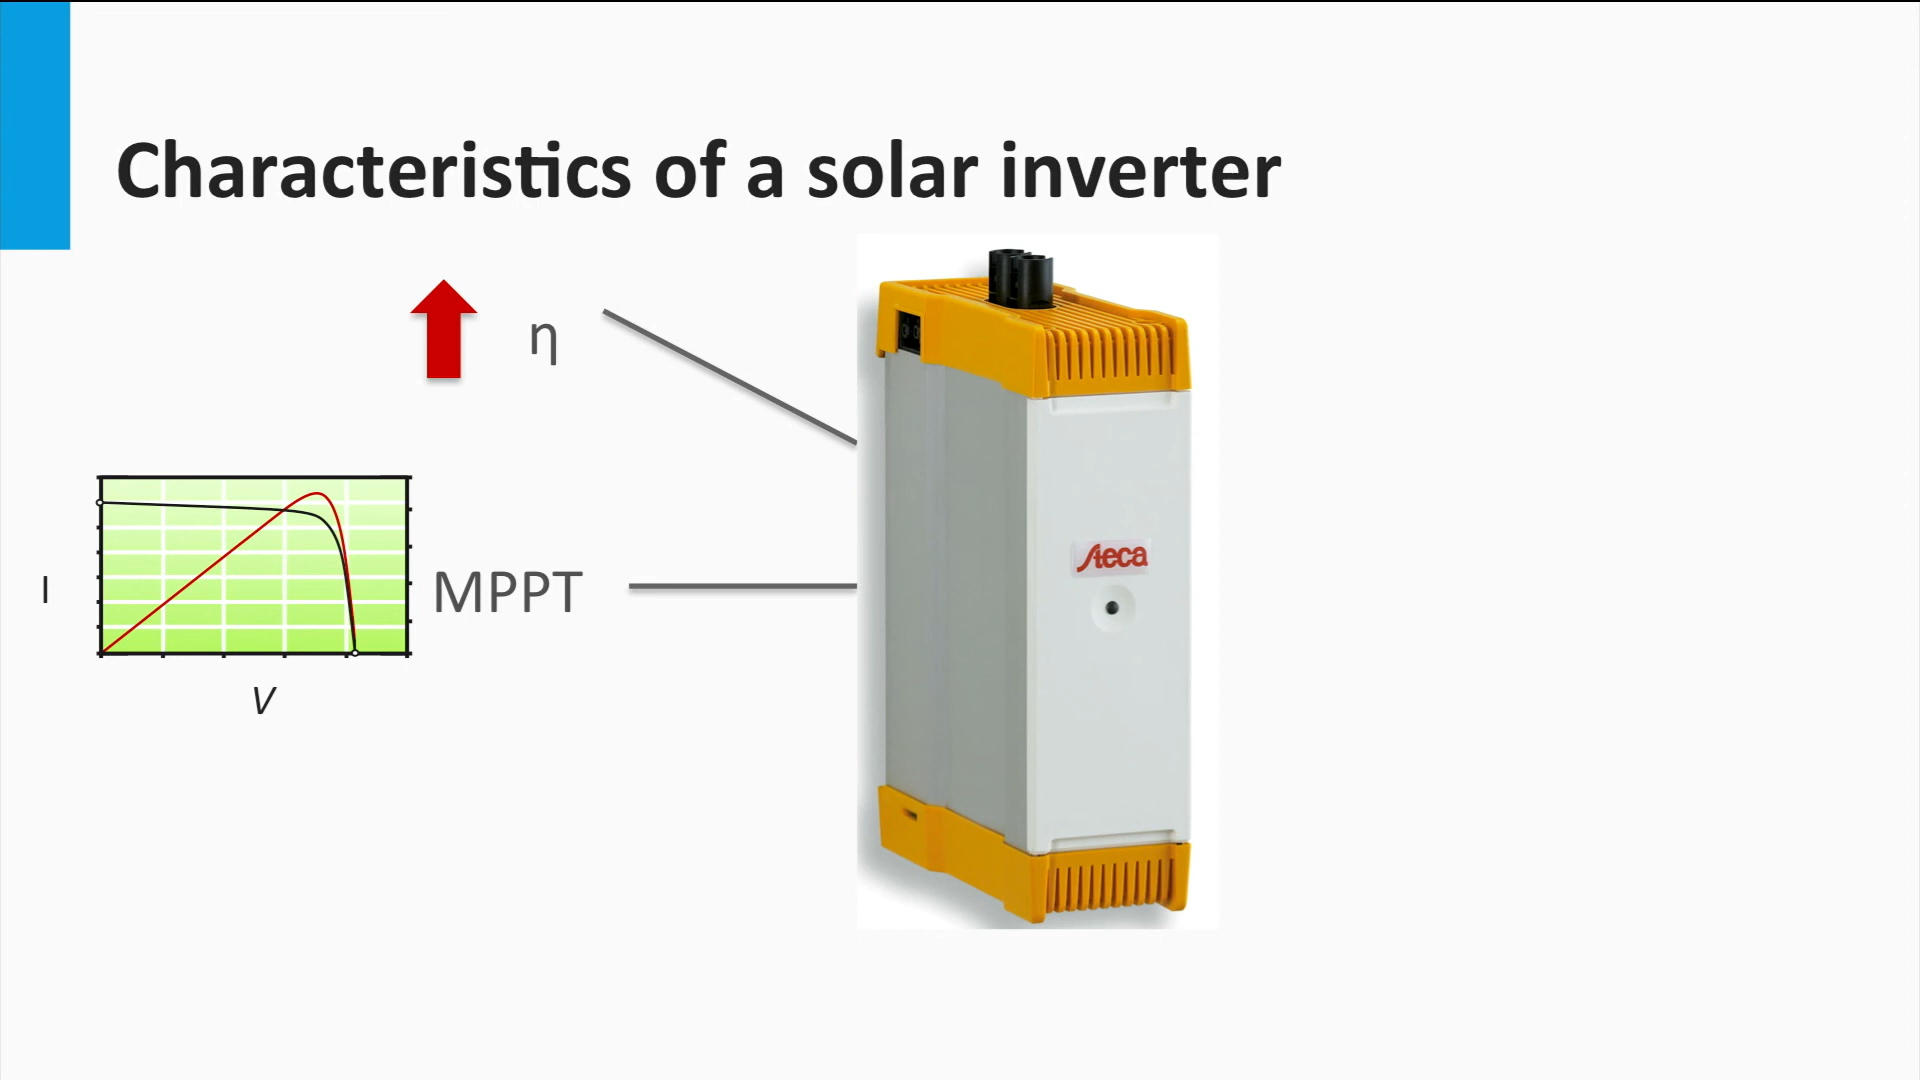 Characteristics of a solar inverter
η
I
MPPT
V
Steca